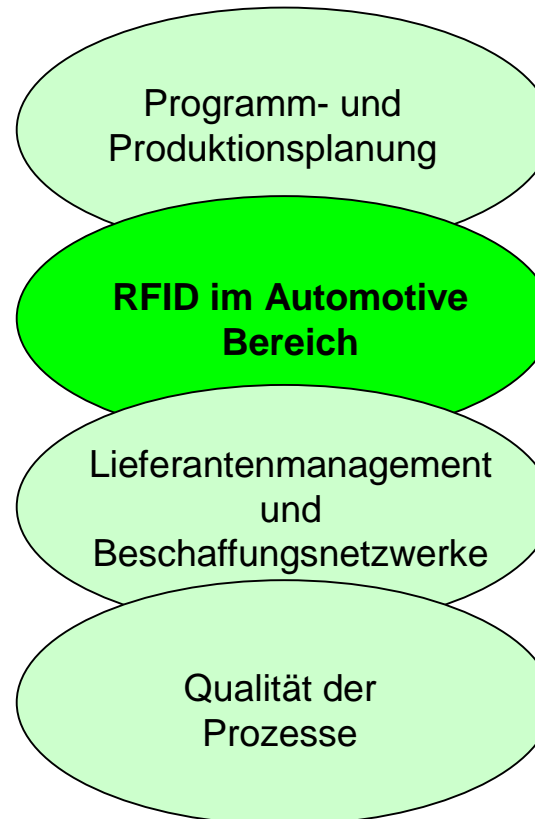 Programm- und
Produktionsplanung
RFID im Automotive
Bereich
Lieferantenmanagement
und
Beschaffungsnetzwerke
Qualität der
Prozesse